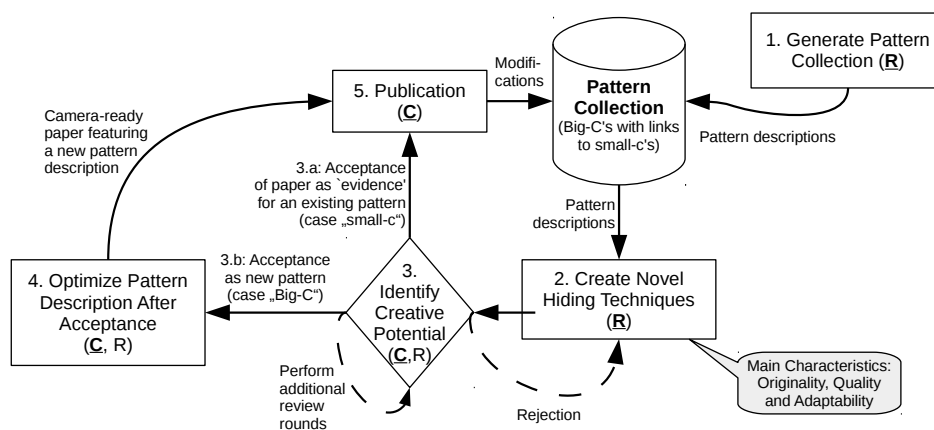 1. Generate Pattern
Collection (R)
Pattern descriptions
Pattern
Collection
(Big-C's with links
to small-c's)
Modifi-
cations
5. Publication
(C)
Camera-ready
paper featuring
a new pattern
description
3.a: Acceptance
of paper as `evidence'
for an existing pattern
(case „small-c“)
Pattern
descriptions
2. Create Novel
Hiding Techniques
(R)
Main Characteristics:
Originality, Quality
and Adaptability
3.
Identify
Creative
Potential
(C,R)
Rejection
Perform
additional
review
rounds
3.b: Acceptance
as new pattern
(case „Big-C“)
4. Optimize Pattern
Description After
Acceptance
(C, R)